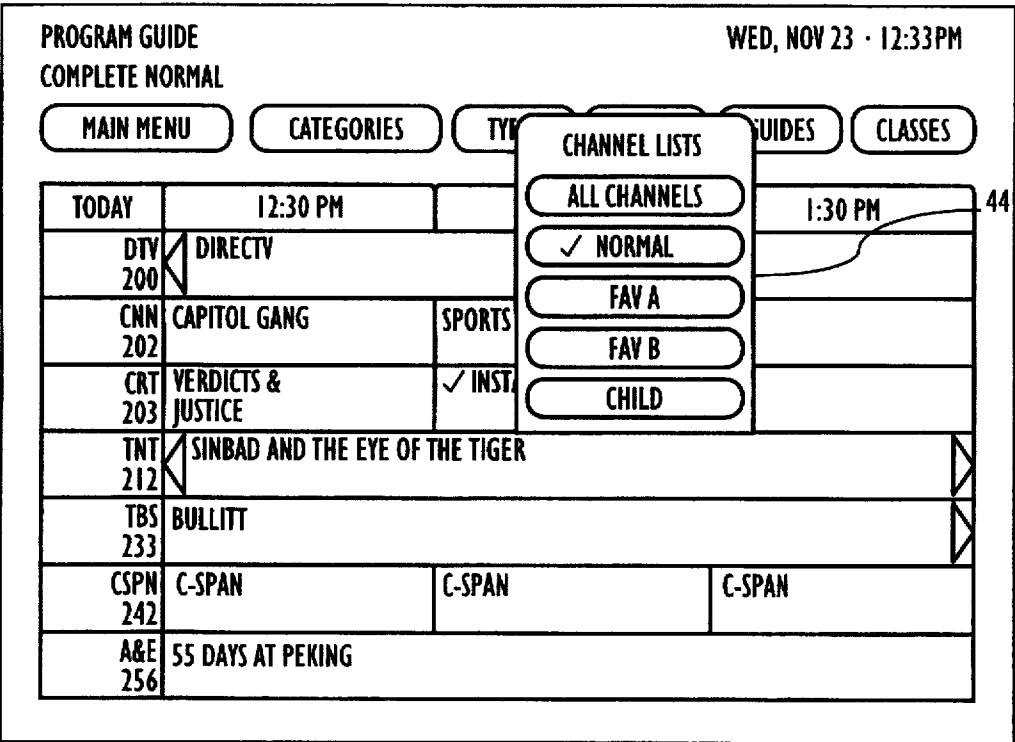 PROGRAM GUIDE
WED, NOV 23 · 12:33PM
COMPLETE NORMAL
MAIN MENU
CATEGORIES
GUIDES
CLASSES
CHANNEL LISTS
ALL CHANNELS
✓ NORMAL
FAV A
FAV B
CHILD
44
TODAY
12:30 PM
1:30 PM
DTV
200
DIRECTV
CNN
202
CAPITOL GANG
SPORTS
CRT
203
VERDICTS &
JUSTICE
✓
TNT
212
SINBAD AND THE EYE OF THE TIGER
TBS
233
BULLITT
CSPN
242
C-SPAN
C-SPAN
C-SPAN
A&E
256
55 DAYS AT PEKING